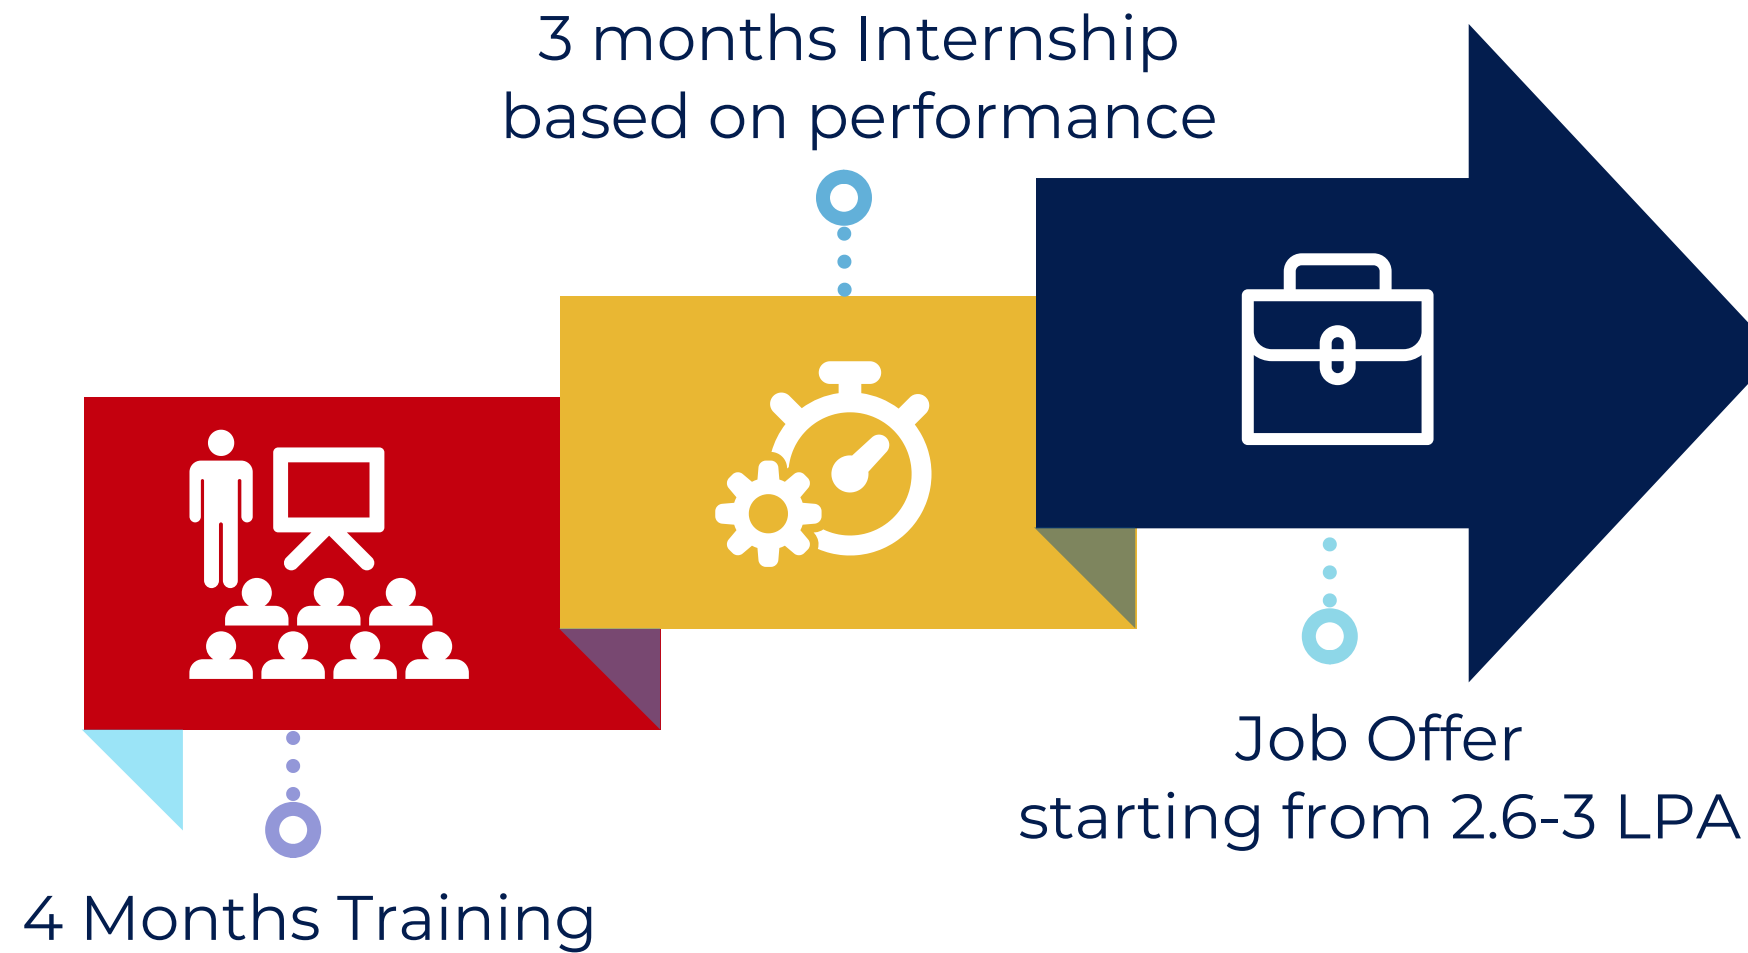 3 months Internship
based on performance
Job Offer
starting from 2.6-3 LPA
4 Months Training